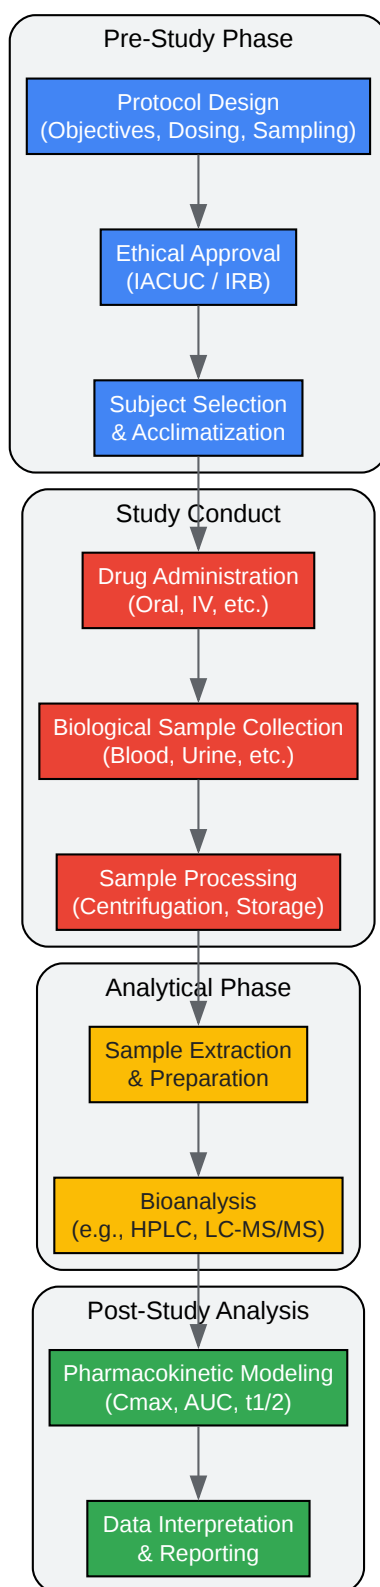 Pre-Study Phase
Protocol Design
(Objectives, Dosing, Sampling)
Ethical Approval
(IACUC / IRB)
Subject Selection
& Acclimatization
Study Conduct
Drug Administration
(Oral, IV, etc.)
Biological Sample Collection
(Blood, Urine, etc.)
Sample Processing
(Centrifugation, Storage)
Analytical Phase
Sample Extraction
& Preparation
Bioanalysis
(e.g., HPLC, LC-MS/MS)
Post-Study Analysis
Pharmacokinetic Modeling
(Cmax, AUC, t1/2)
Data Interpretation
& Reporting